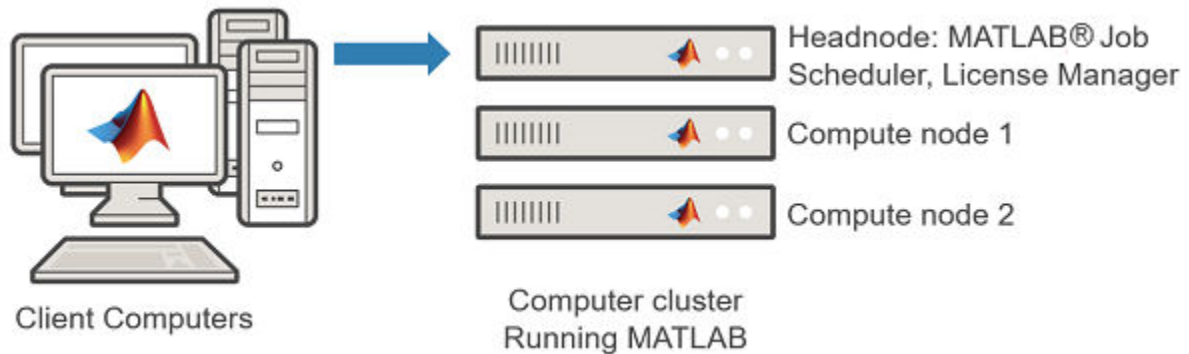 Headnode: MATLAB® Job
Scheduler, License Manager
Compute node 1
Compute node 2
Client Computers
Computer cluster
Running MATLAB